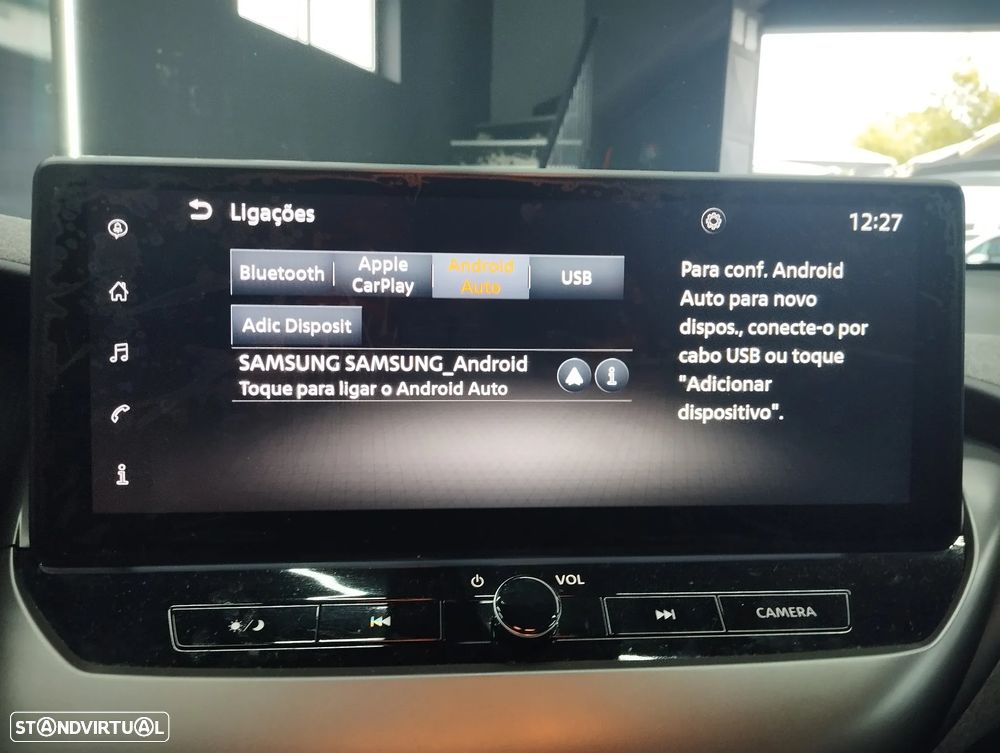 Ligações
12:27
Bluetooth
Apple
CarPlay
Android
Auto
USB
Adic Disposit
SAMSUNG SAMSUNG_Android
Toque para ligar o Android Auto
Para conf. Android
Auto para novo
dispos., conecte-o por
cabo USB ou toque
"Adicionar
dispositivo".
VOL
CAMERA
STANDVIRTUAL